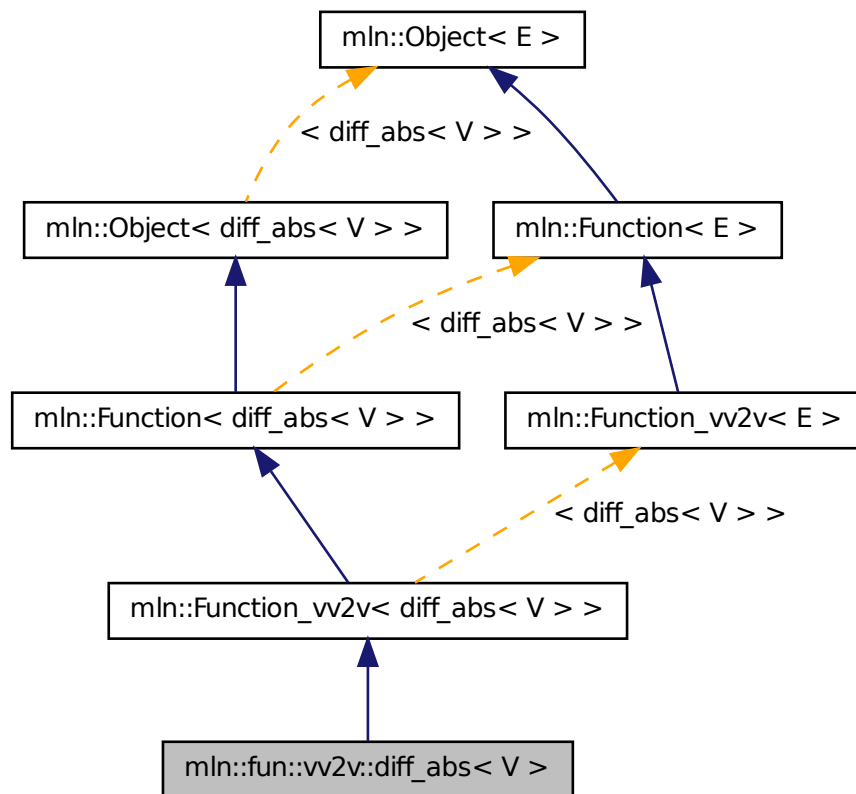 mln::Object< E >
< diff_abs< V > >
mln::Object< diff_abs< V > >
mln::Function< E >
< diff_abs< V > >
mln::Function< diff_abs< V > >
mln::Function_vv2v< E >
< diff_abs< V > >
mln::Function_vv2v< diff_abs< V > >
mln::fun::vv2v::diff_abs< V >